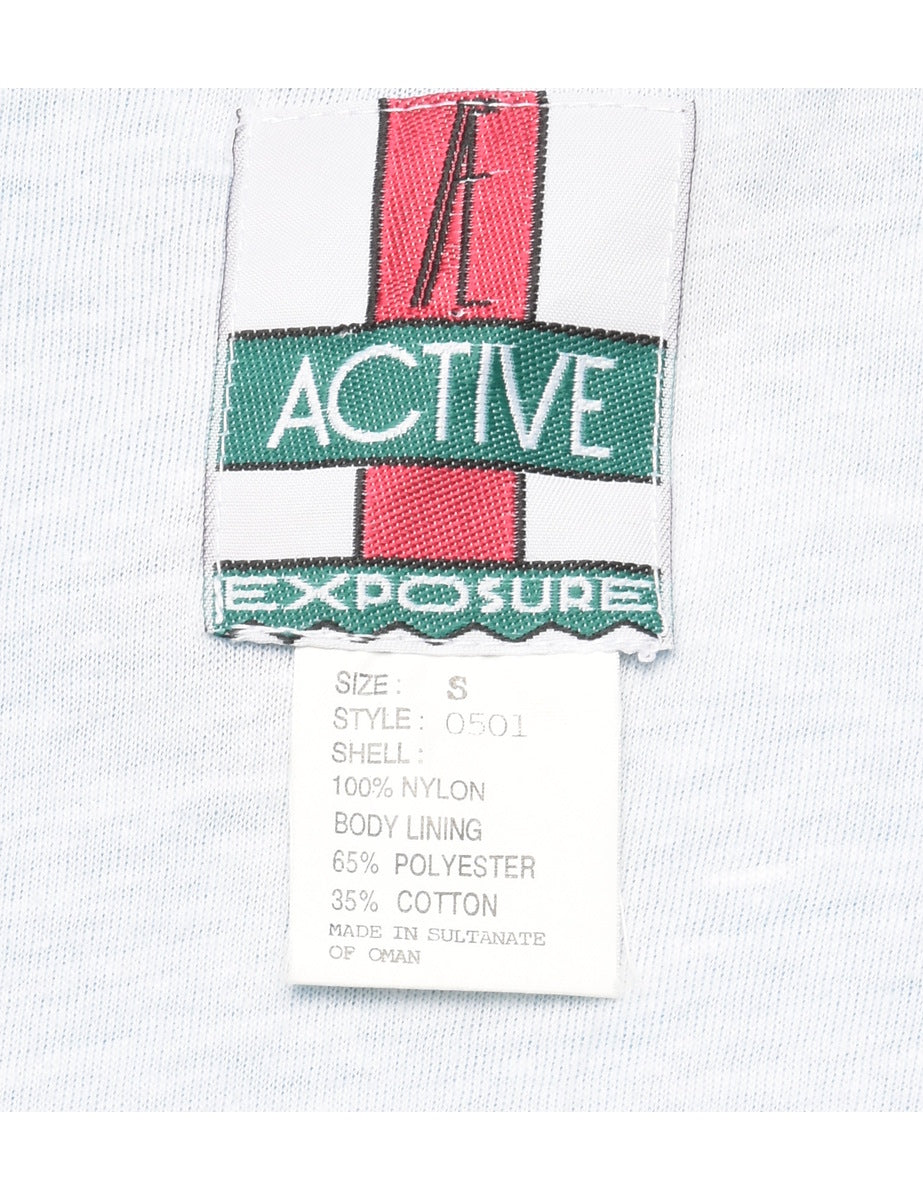 AE
ACTIVE
EXPOSURE
SIZE: S
STYLE: 0501
SHELL:
100% NYLON
BODY LINING
65% POLYESTER
35% COTTON
MADE IN SULTANATE
OF OMAN